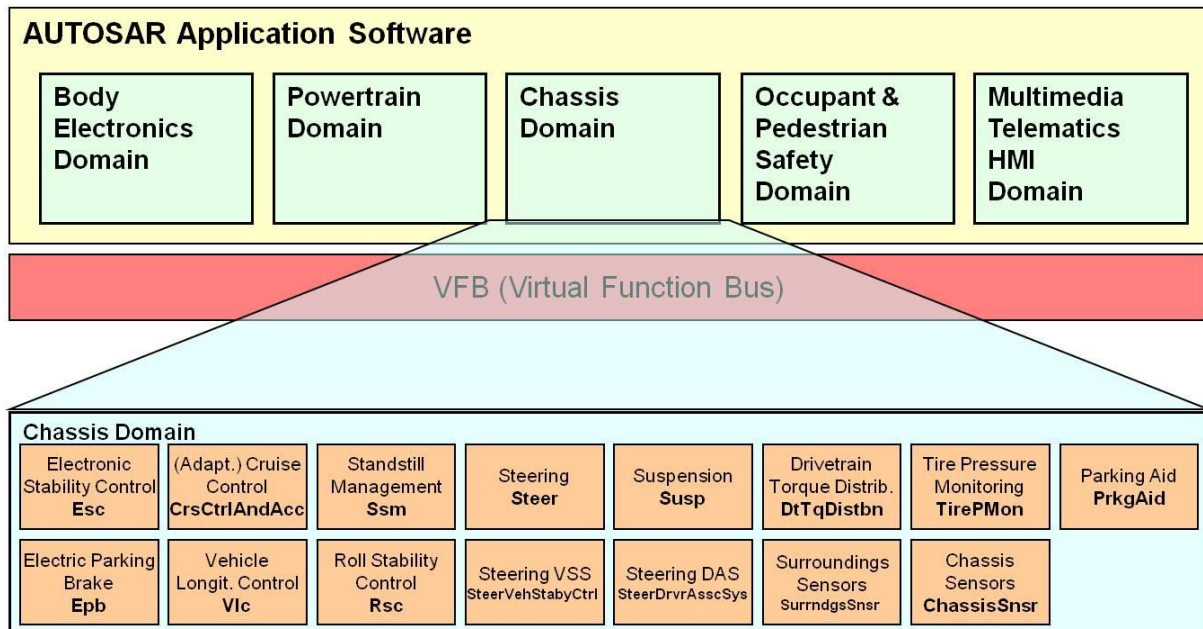 AUTOSAR Application Software
Body
Electronics
Domain
Powertrain
Domain
Chassis
Domain
Occupant &
Pedestrian
Safety
Domain
Multimedia
Telematics
HMI
Domain
VFB (Virtual Function Bus)
Chassis Domain
Electronic
Stability Control
Esc
(Adapt.) Cruise
Control
CrsCtrlAndAcc
Standstill
Management
Ssm
Steering
Steer
Suspension
Susp
Drivetrain
Torque Distrib.
DtTqDistbn
Tire Pressure
Monitoring
TirePMon
Parking Aid
PrkgAid
Electric Parking
Brake
Epb
Vehicle
Longit. Control
Vlc
Roll Stability
Control
Rsc
Steering VSS
SteerVehStabyCtrl
Steering DAS
SteerDrvrAsscSys
Surroundings
Sensors
SurrndgsSnsr
Chassis
Sensors
ChassisSnsr